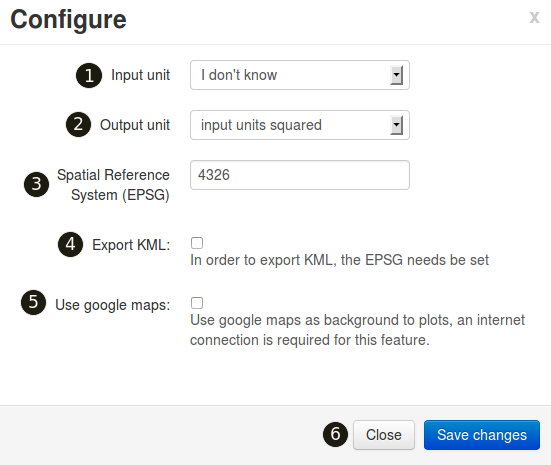 Configure x
1 Input unit I don't know
2 Output unit input units squared
3 Spatial Reference System (EPSG) 4326
4 Export KML:
In order to export KML, the EPSG needs be set
5 Use google maps:
Use google maps as background to plots, an internet
connection is required for this feature.
6 Close Save changes